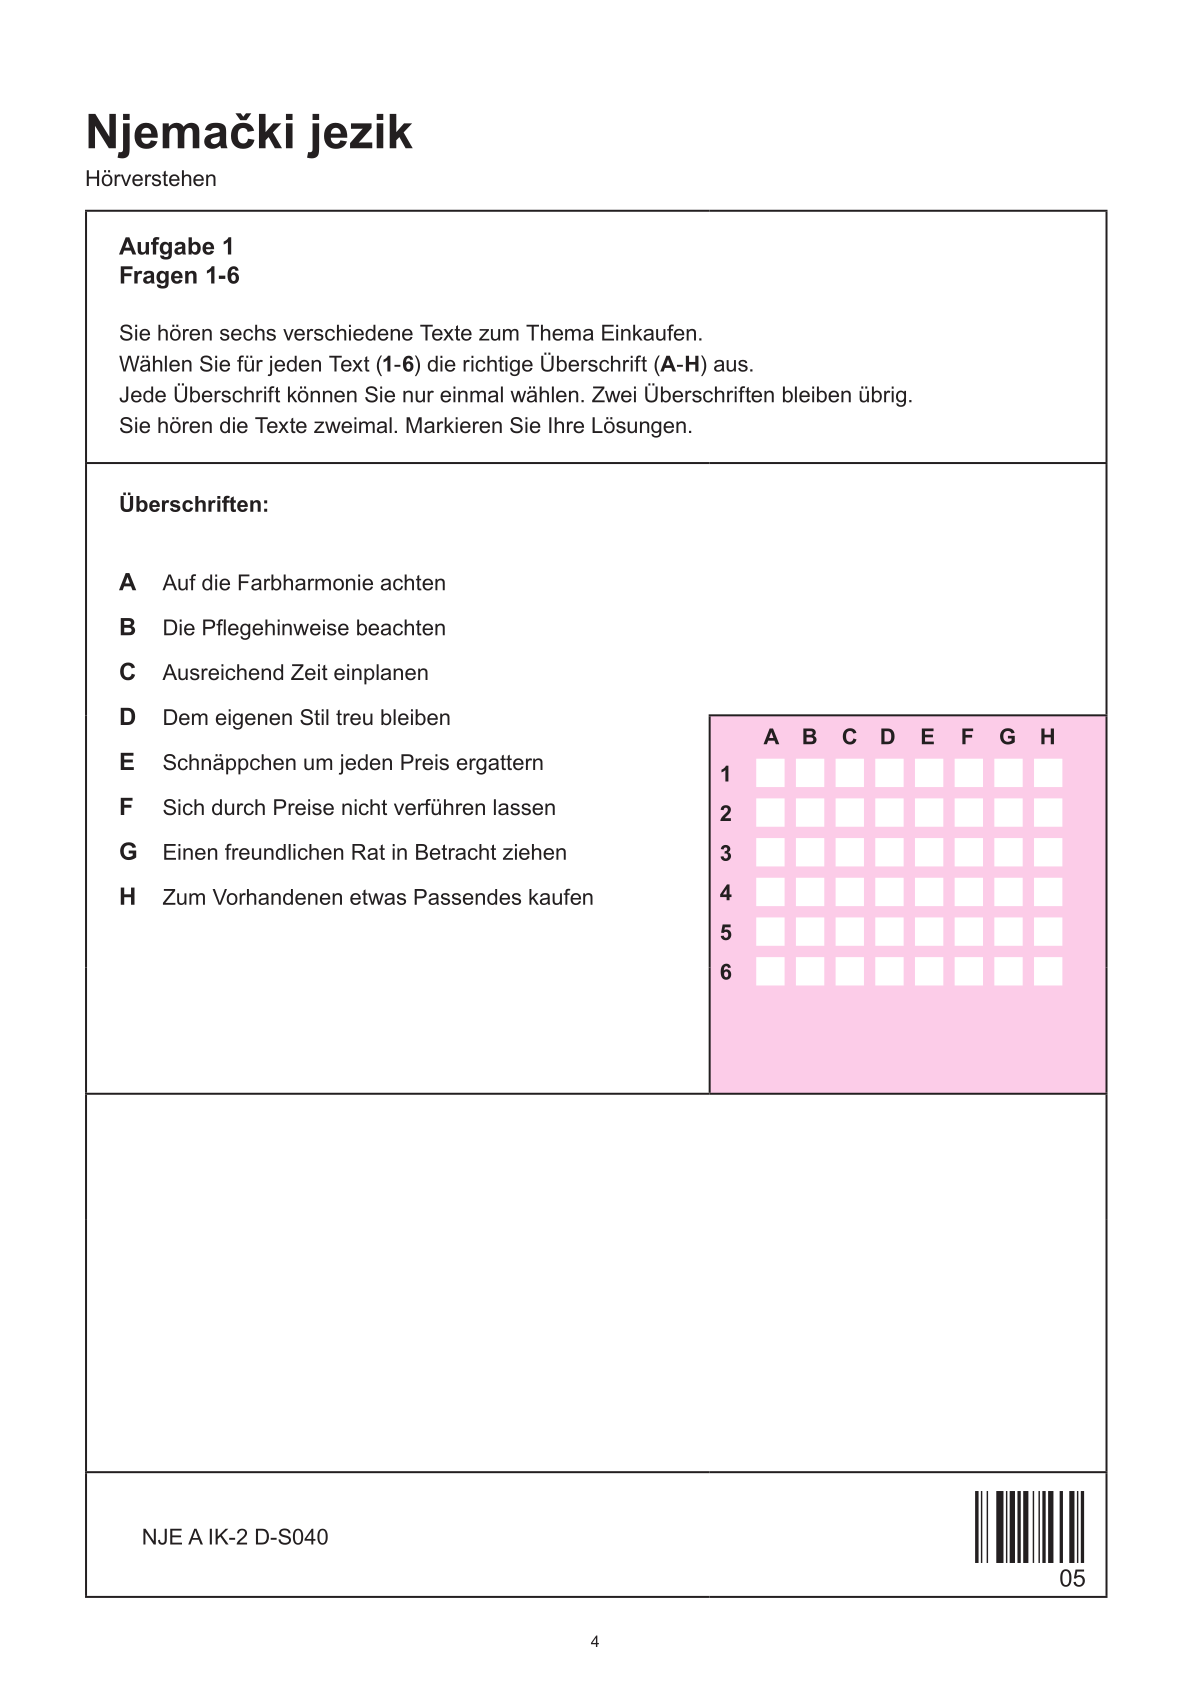 Njemački jezik
Hörverstehen
Aufgabe 1
Fragen 1-6
Sie hören sechs verschiedene Texte zum Thema Einkaufen.
Wählen Sie für jeden Text (1-6) die richtige Überschrift (A-H) aus.
Jede Überschrift können Sie nur einmal wählen. Zwei Überschriften bleiben übrig.
Sie hören die Texte zweimal. Markieren Sie Ihre Lösungen.
Überschriften:
A Auf die Farbharmonie achten
B Die Pflegehinweise beachten
C Ausreichend Zeit einplanen
D Dem eigenen Stil treu bleiben
E Schnäppchen um jeden Preis ergattern
F Sich durch Preise nicht verführen lassen
G Einen freundlichen Rat in Betracht ziehen
H Zum Vorhandenen etwas Passendes kaufen
A B C D E F G H
1
2
3
4
5
6
NJE A IK-2 D-S040
05
4